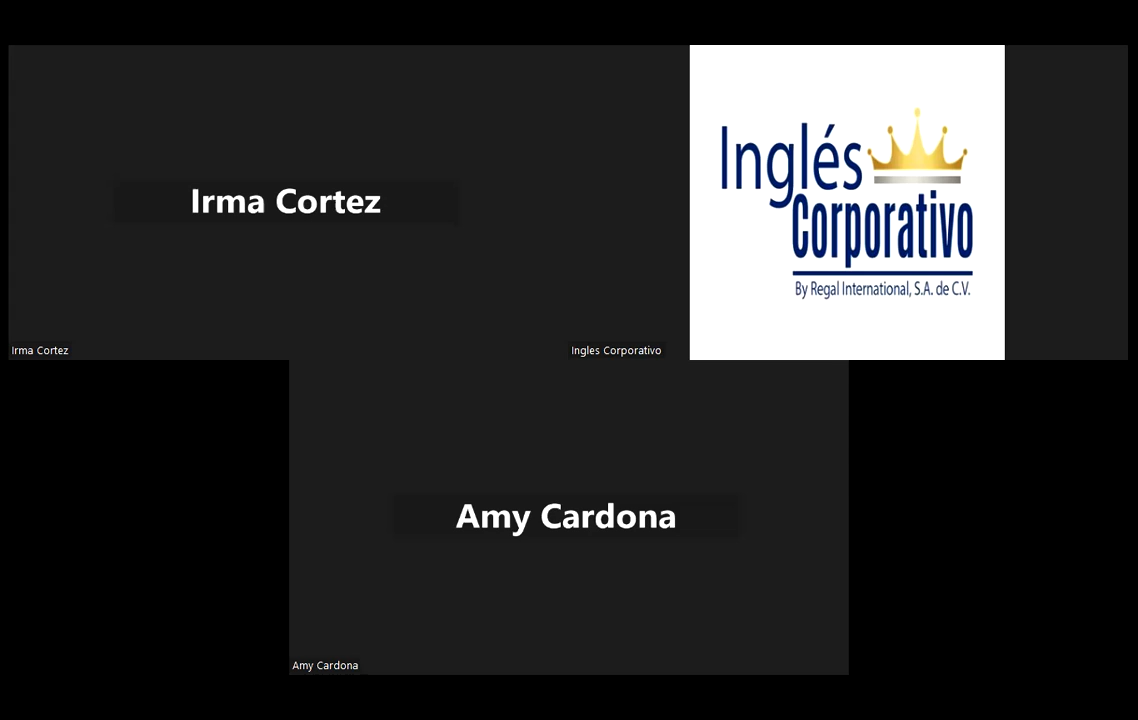 Irma Cortez
Irma Cortez
Inglés
Corporativo
By Regal International, S.A. de C.V.
Ingles Corporativo
Amy Cardona
Amy Cardona